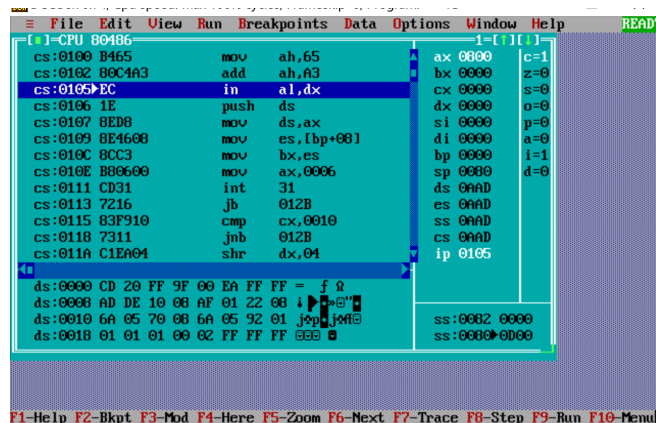 ≡ File Edit View Run Breakpoints Data Options Window Help READY
[■]=CPU 80486 1=[↑][↓]
cs:0100 B465 mov ah,65 ax 0800 c=1
cs:0102 80C4A3 add ah,A3 bx 0000 z=0
cs:0105►EC in al,dx cx 0000 s=0
cs:0106 1E push ds dx 0000 o=0
cs:0107 8ED8 mov ds,ax si 0000 p=0
cs:0109 8E4608 mov es,[bp+08] di 0000 a=0
cs:010C 8CC3 mov bx,es bp 0000 i=1
cs:010E B80600 mov ax,0006 sp 0080 d=0
cs:0111 CD31 int 31 ds 0AAD
cs:0113 7216 jb 012B es 0AAD
cs:0115 83F910 cmp cx,0010 ss 0AAD
cs:0118 7311 jnb 012B cs 0AAD
cs:011A C1EA04 shr dx,04 ip 0105
ds:0000 CD 20 FF 9F 00 EA FF FF = ƒ Ω
ds:0008 AD DE 10 08 AF 01 22 08
ds:0010 6A 05 70 08 6A 05 92 01 ss:0082 0000
ds:0018 01 01 01 00 02 FF FF FF ss:0080►0D00
F1-Help F2-Bkpt F3-Mod F4-Here F5-Zoom F6-Next F7-Trace F8-Step F9-Run F10-Menu